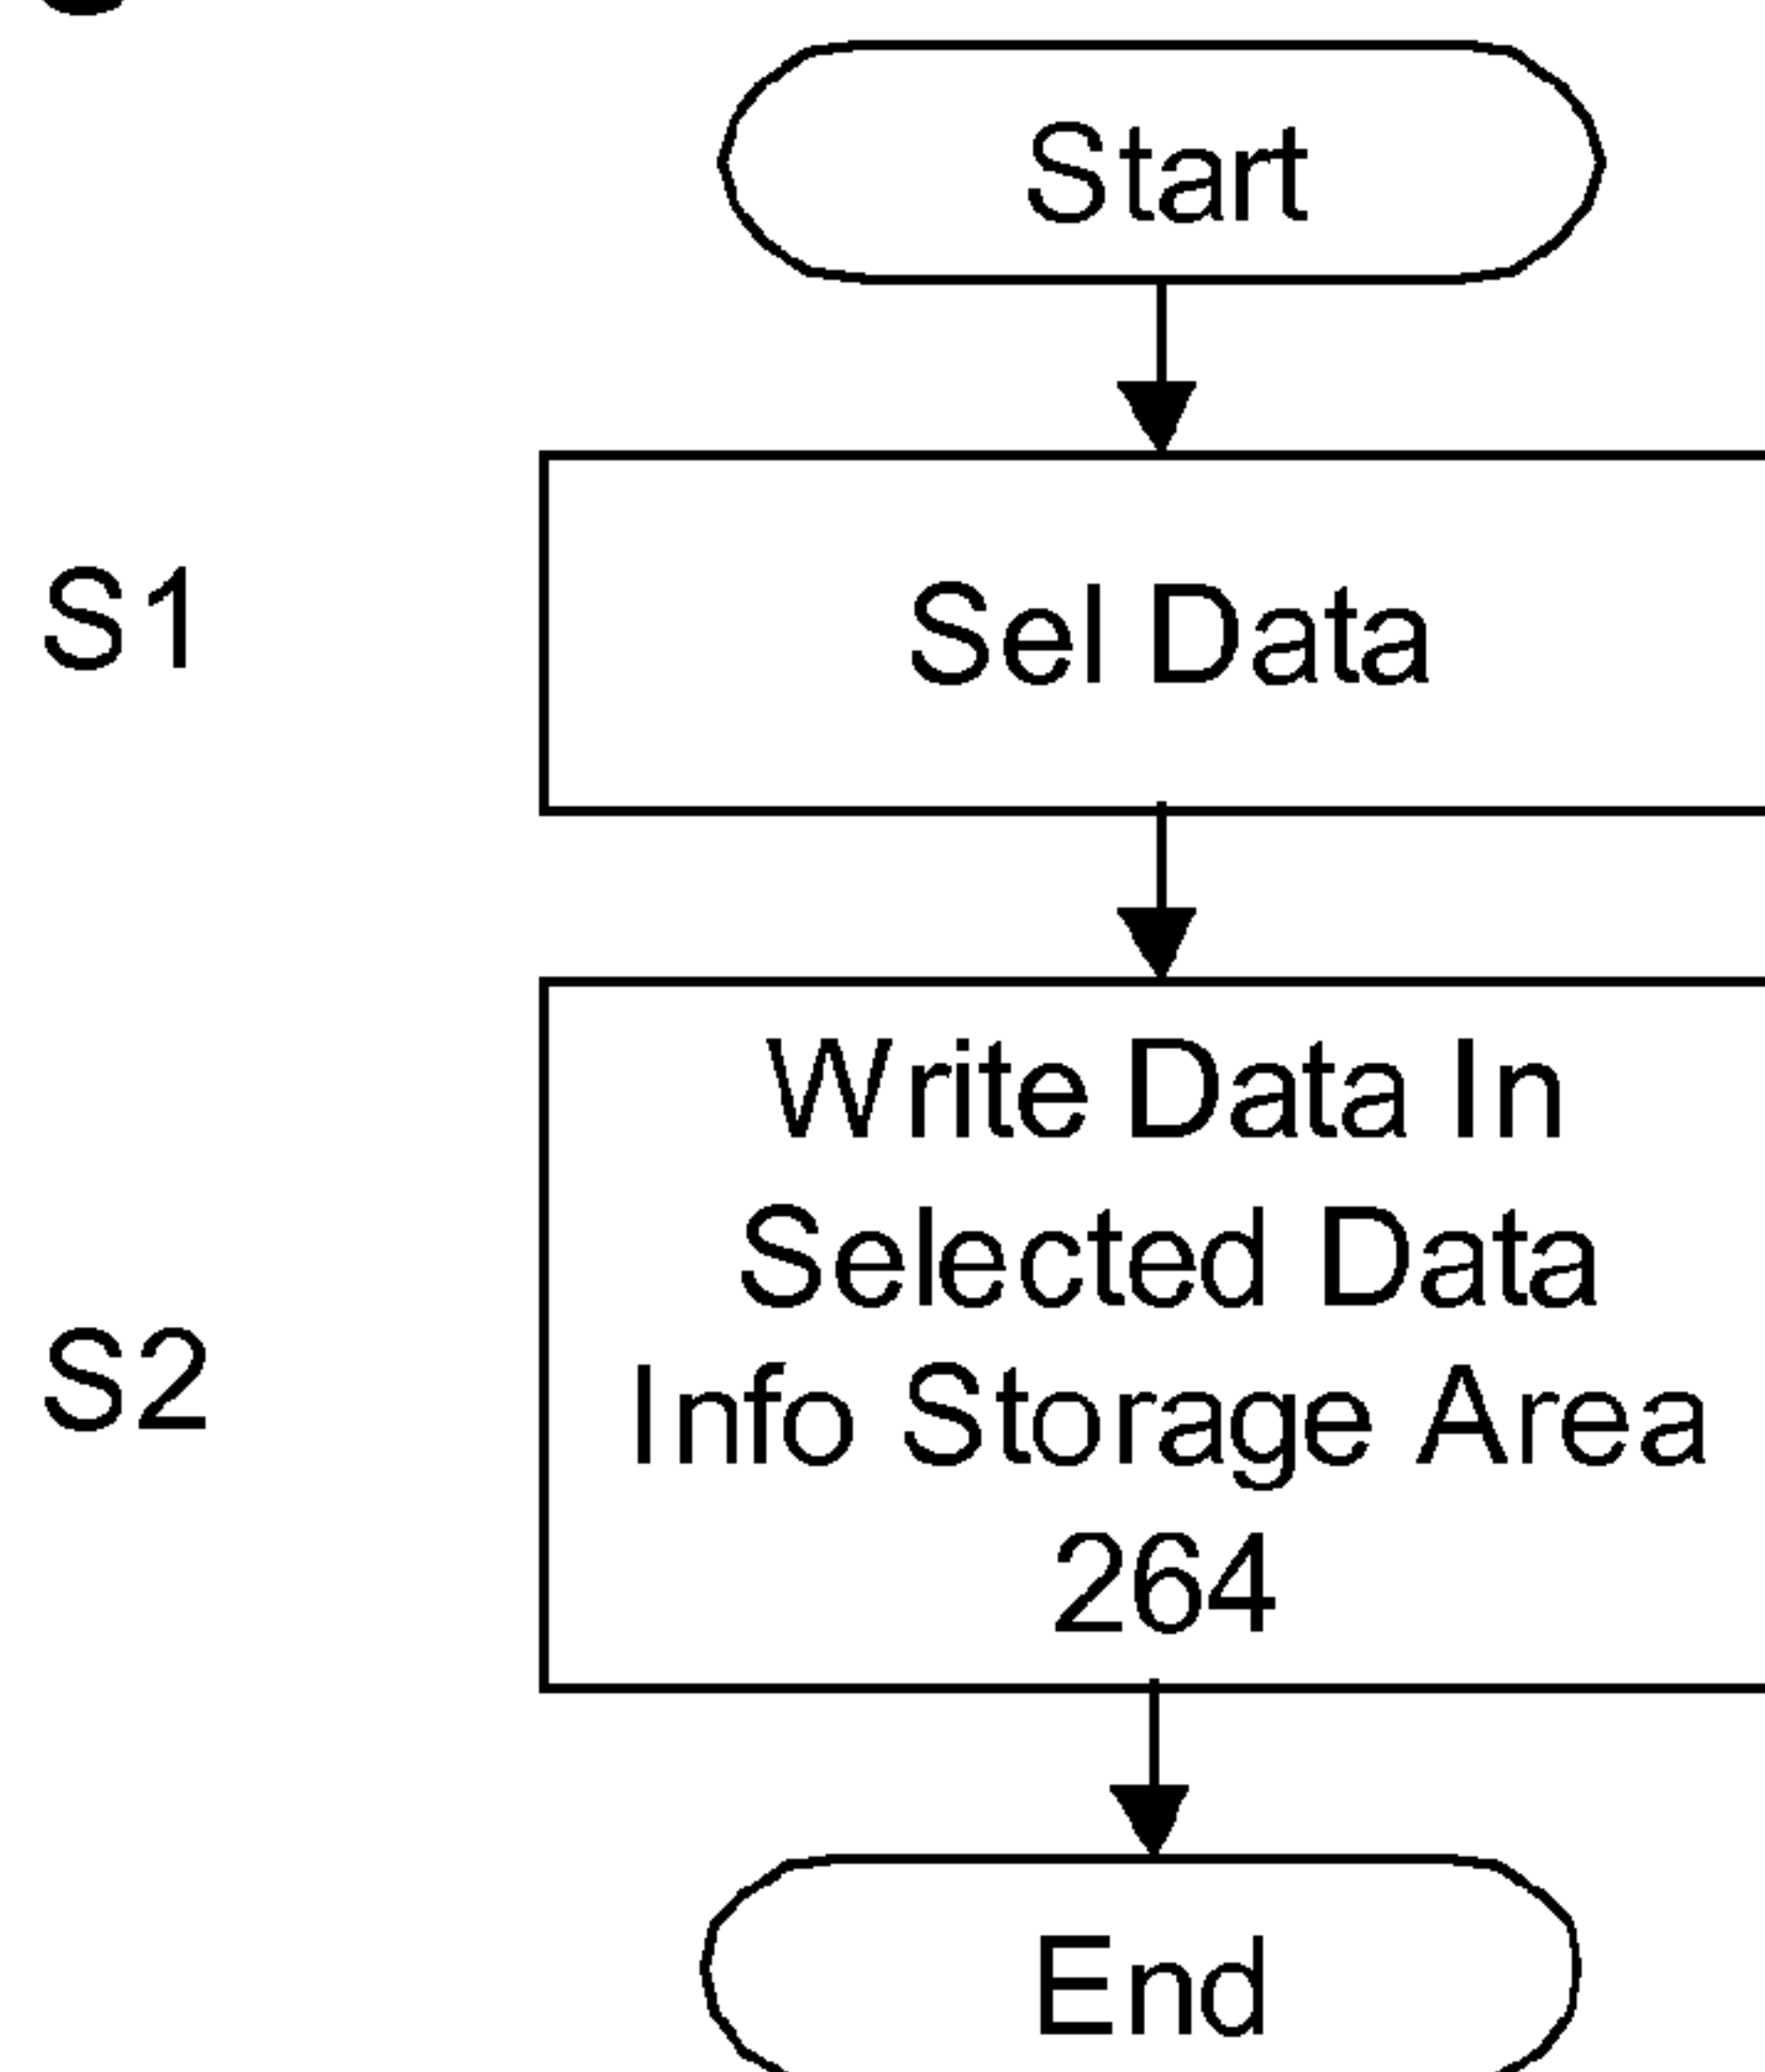 Start
S1
Sel Data
Write Data In
Selected Data
S2
Info Storage Area
264
End